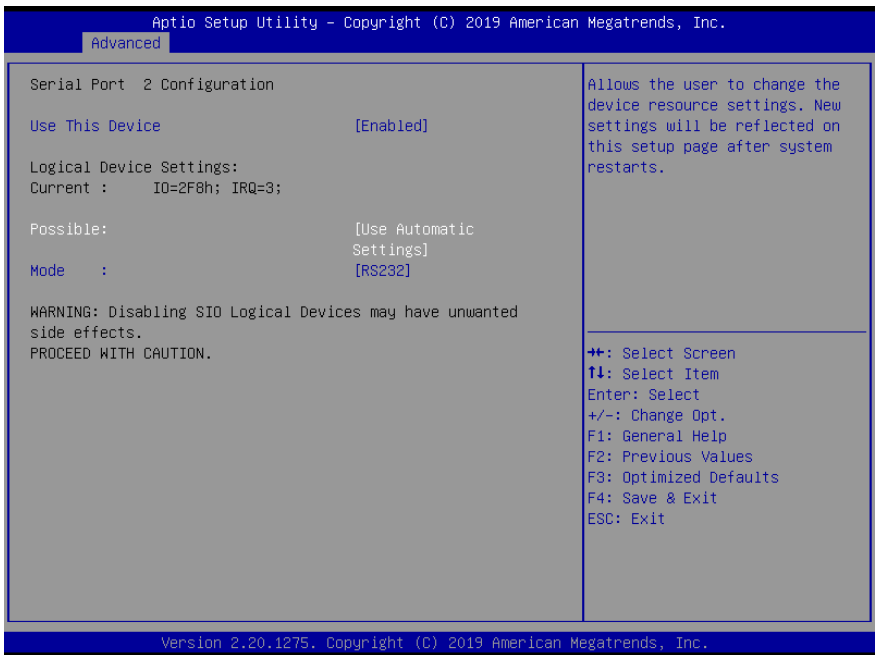 Aptio Setup Utility – Copyright (C) 2019 American Megatrends, Inc.
Advanced
Serial Port 2 Configuration
Use This Device [Enabled]
Logical Device Settings:
Current : IO=2F8h; IRQ=3;
Possible: [Use Automatic
Settings]
Mode : [RS232]
WARNING: Disabling SIO Logical Devices may have unwanted
side effects.
PROCEED WITH CAUTION.
Allows the user to change the
device resource settings. New
settings will be reflected on
this setup page after system
restarts.
→←: Select Screen
↑↓: Select Item
Enter: Select
+/-: Change Opt.
F1: General Help
F2: Previous Values
F3: Optimized Defaults
F4: Save & Exit
ESC: Exit
Version 2.20.1275. Copyright (C) 2019 American Megatrends, Inc.